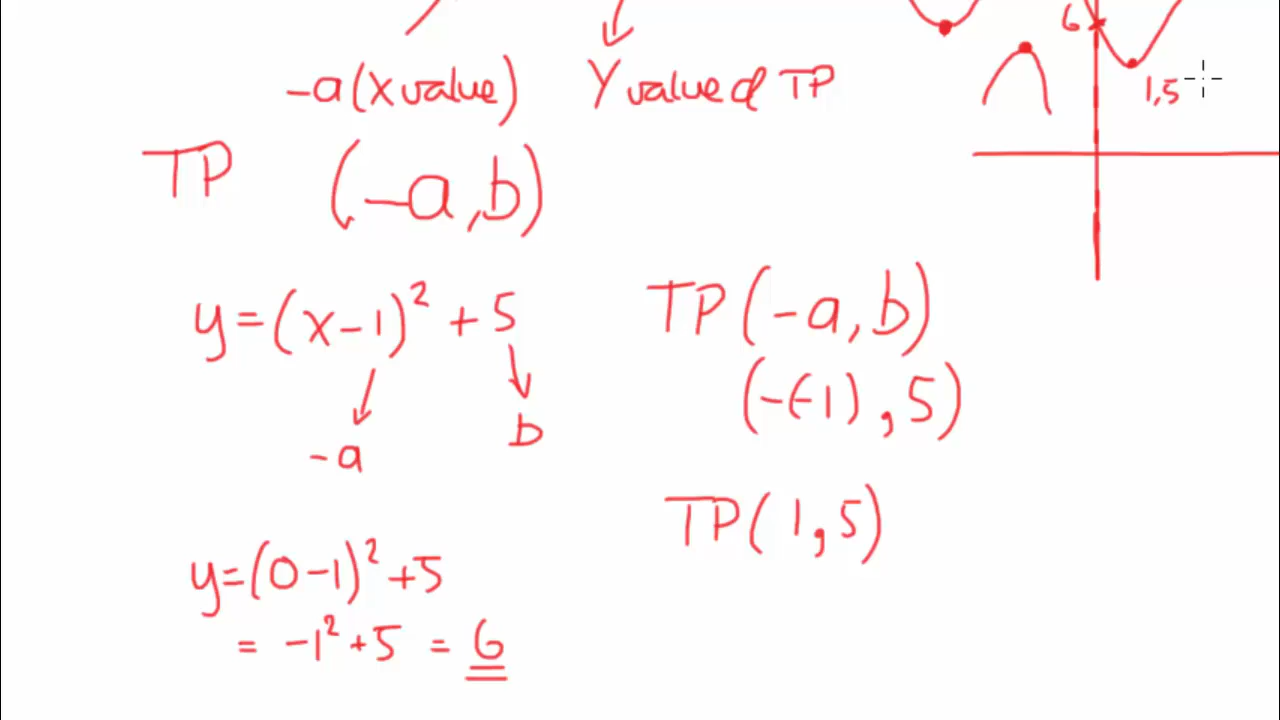 -a (x value) Y value of TP
6
1,5
TP (-a, b)
y = (x-1)² + 5
-a
b
TP (-a, b)
(-(-1), 5)
TP (1, 5)
y = (0-1)² + 5
= -1² + 5 = 6